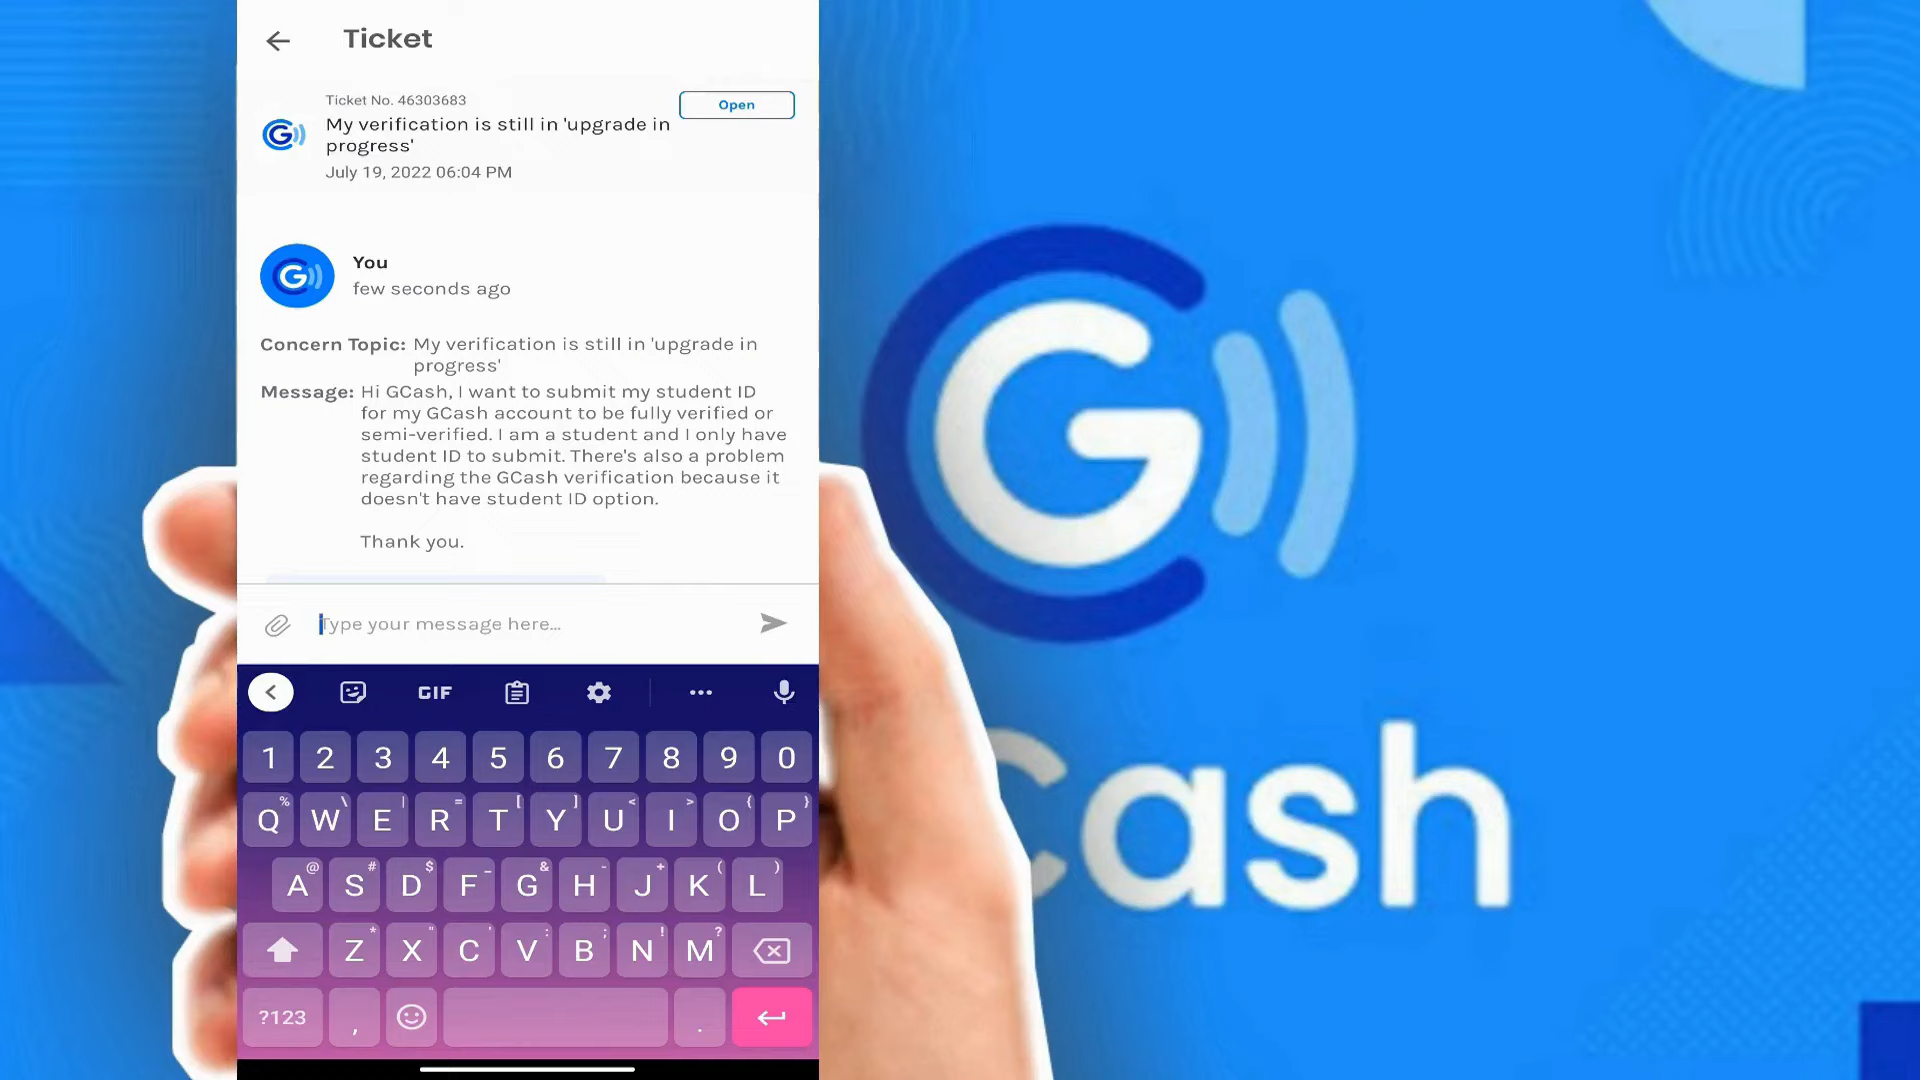 Ticket
Ticket No. 46303683
Open
My verification is still in 'upgrade in
progress'
July 19, 2022 06:04 PM
G
You
few seconds ago
Concern Topic: My verification is still in 'upgrade in
progress'
Message: Hi GCash, I want to submit my student ID
for my GCash account to be fully verified or
semi-verified. I am a student and I only have
student ID to submit. There's also a problem
regarding the GCash verification because it
doesn't have student ID option.
Thank you.
Type your message here...
GIF
1 2 3 4 5 6 7 8 9 0
Q W E R T Y U I O P
A S D F G H J K L
Z X C V B N M
?123 , .
G
Cash